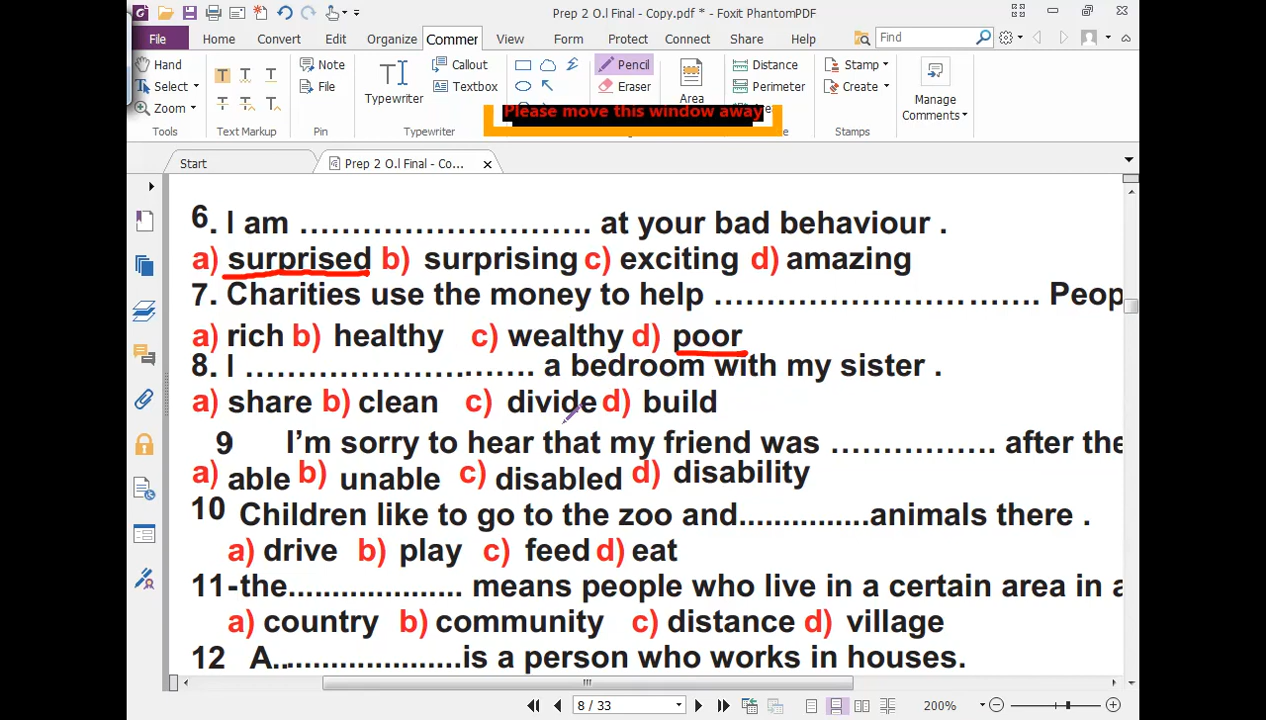 Prep 2 O.l Final - Copy.pdf * - Foxit PhantomPDF
File Home Convert Edit Organize Commer View Form Protect Connect Share Help Find
Hand
Select
Zoom
Tools
Text Markup
Note
File
Pin
Typewriter
Callout
Textbox
Typewriter
Pencil
Eraser
Area
Distance
Perimeter
Stamp
Create
Stamps
Manage
Comments
Please move this window away
Start
Prep 2 O.l Final - Co...
6. I am ………………………. at your bad behaviour .
a) surprised b) surprising c) exciting d) amazing
7. Charities use the money to help …………………………. Peop
a) rich b) healthy c) wealthy d) poor
8. I ………………………. a bedroom with my sister .
a) share b) clean c) divide d) build
9 I’m sorry to hear that my friend was ……………. after the
a) able b) unable c) disabled d) disability
10 Children like to go to the zoo and...............animals there .
a) drive b) play c) feed d) eat
11-the.................... means people who live in a certain area in a
a) country b) community c) distance d) village
12 A......................is a person who works in houses.
8 / 33
200%